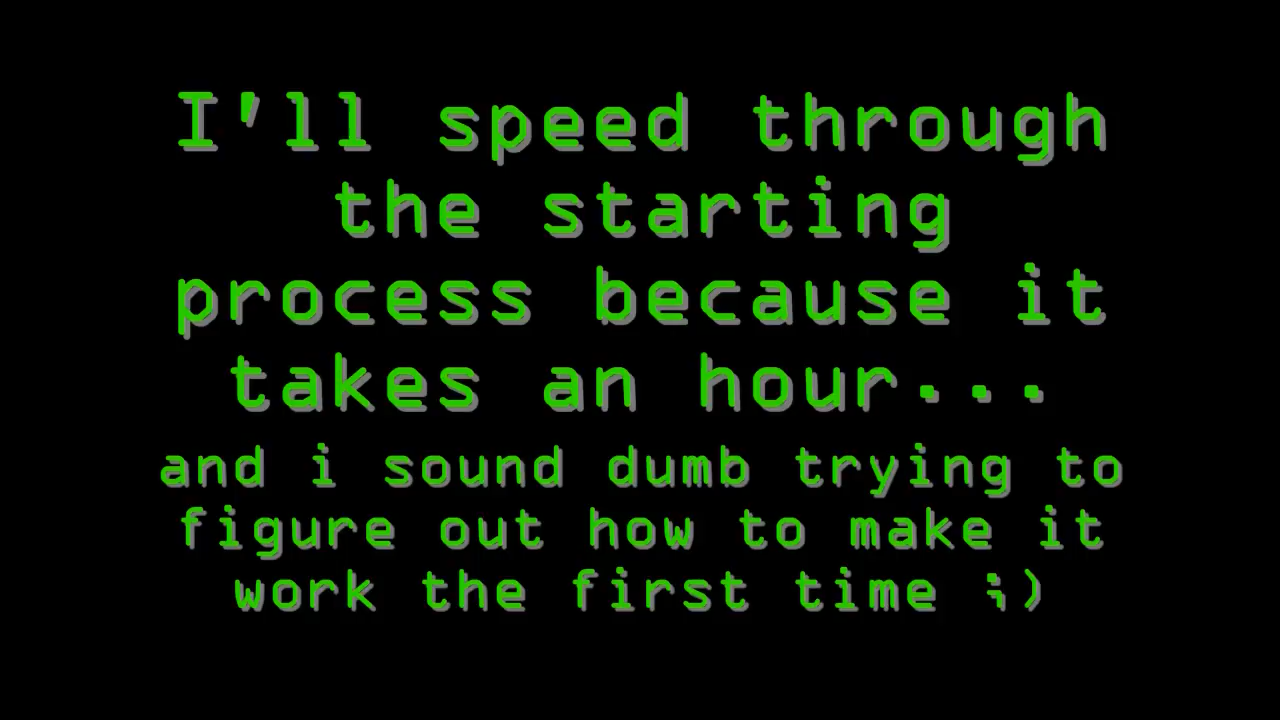 I'll speed through
the starting
process because it
takes an hour...
and i sound dumb trying to
figure out how to make it
work the first time ;)